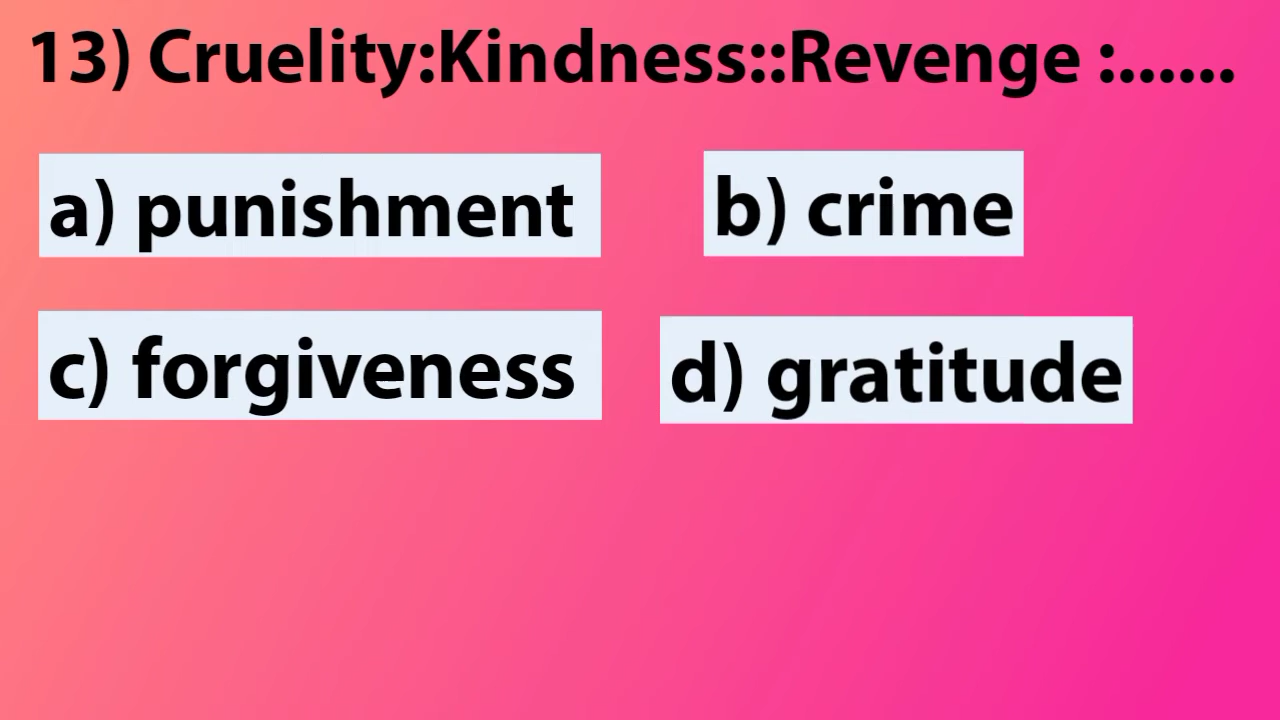 13) Cruelity:Kindness::Revenge :......
a) punishment
b) crime
c) forgiveness
d) gratitude